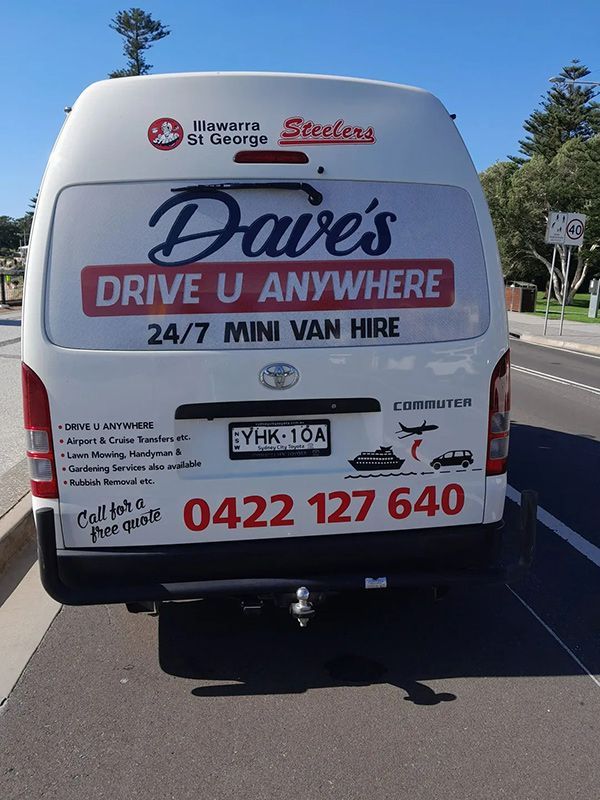 Illawarra
St George
Steelers
Dave's
DRIVE U ANYWHERE
24/7 MINI VAN HIRE
COMMUTER
NSW YHK·10A
Sydney City Toyota
• DRIVE U ANYWHERE
• Airport & Cruise Transfers etc.
• Lawn Mowing, Handyman &
• Gardening Services also available
• Rubbish Removal etc.
Call for a
free quote
0422 127 640
40